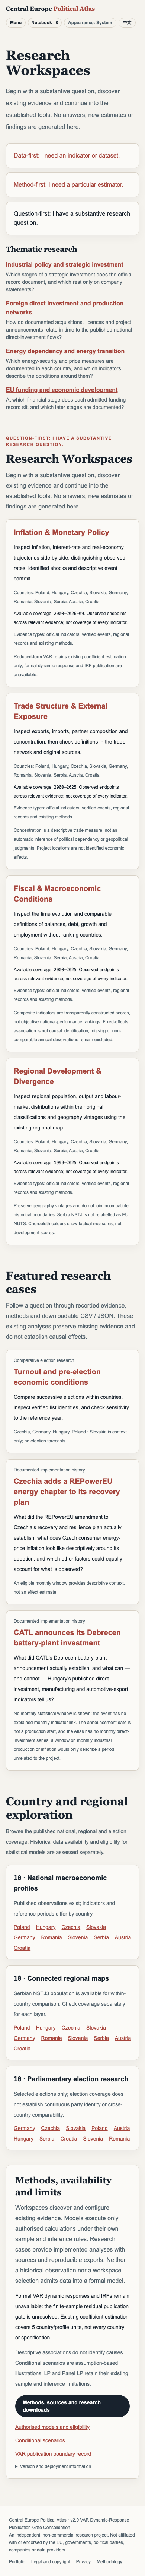 Central Europe Political Atlas
Menu Notebook · 0 Appearance: System 中文
Research
Workspaces
Begin with a substantive question, discover
existing evidence and continue into the
established tools below. No answers, new estimates or
findings are generated here.
Data-first: I need an indicator or dataset.
Method-first: I need a particular estimator.
Question-first: I have a substantive research
question.
Thematic research
Industrial policy and strategic investment
Which stages of a strategic investment does the official
record document, and which rest only on company
statements?
Foreign direct investment and production
networks
How do documented acquisitions, licensing and project
announcements relate in time to the published national
direct-investment flows?
Energy dependency and energy transition
Which energy-security and price measures are
documented in each country, and which indicators
describe the conditions around them?
EU funding and economic development
At which financial stage does each identified funding
record sit, and which later stages are documented?
QUESTION-FIRST: I HAVE A SUBSTANTIVE
RESEARCH QUESTION.
Research Workspaces
Begin with a substantive question, discover
existing evidence and continue into the
established tools below. No answers, new estimates or
findings are generated here.
Inflation & Monetary Policy
Inspect inflation, interest-rate and real-economy
trajectories side by side, distinguishing observed
rates, identified shocks and descriptive event
context.
Countries: Poland, Hungary, Czechia, Slovakia, Germany,
Romania, Slovenia, Serbia, Austria, Croatia
Available coverage: 2000–2026-09. Observed endpoints
across relevant evidence; not coverage of every indicator.
Evidence types: official indicators, verified events, regional
records and existing methods.
Reduced-form VAR retains existing coefficient estimation
only; formal dynamic-response and IRF publication are
unavailable.
Trade Structure & External
Exposure
Inspect exports, imports, partner composition and
concentration, then check definitions in the trade
network and original sources.
Countries: Poland, Hungary, Czechia, Slovakia, Germany,
Romania, Slovenia, Serbia, Austria, Croatia
Available coverage: 2000–2025. Observed endpoints
across relevant evidence; not coverage of every indicator.
Evidence types: official indicators, verified events, regional
records and existing methods.
Concentration is a descriptive trade measure, not an
automatic inference of political dependency or geopolitical
judgment. Project locations are not identified economic
effects.
Fiscal & Macroeconomic
Conditions
Inspect the time evolution and comparable
definitions of balances, debt, growth and
employment without ranking countries.
Countries: Poland, Hungary, Czechia, Slovakia, Germany,
Romania, Slovenia, Serbia, Austria, Croatia
Available coverage: 2000–2025. Observed endpoints
across relevant evidence; not coverage of every indicator.
Evidence types: official indicators, verified events, regional
records and existing methods.
Composite indicators are transparently constructed scores,
not objective national-performance rankings. Fixed-effects
association is not causal identification; missing or non-
comparable annual observations remain excluded.
Regional Development &
Divergence
Inspect regional population, output and labour-
market distributions within their original
classifications and geography vintages using the
existing regional map.
Countries: Poland, Hungary, Czechia, Slovakia, Germany,
Romania, Slovenia, Serbia, Austria, Croatia
Available coverage: 1999–2025. Observed endpoints
across relevant evidence; not coverage of every indicator.
Evidence types: official indicators, verified events, regional
records and existing methods.
Preserve geography vintages and do not join incompatible
historical boundaries. Serbia NSTJ is not relabelled as EU
NUTS. Choropleth colours show factual measures, not
development scores.
Featured research
cases
Follow a question through recorded evidence,
methods and downloadable CSV / JSON. These
existing analyses preserve missing evidence and
do not establish causal effects.
Comparative election research
Turnout and pre-election
economic conditions
Compare successive elections within countries,
inspect verified list identities, and check sensitivity
to the reference year.
Czechia, Germany, Hungary, Poland · Slovakia is context
only; no election forecasts.
Documented implementation history
Czechia adds a REPowerEU
energy chapter to its recovery
plan
What did the REPowerEU amendment to
Czechia's recovery and resilience plan actually
establish, what does Czech consumer energy-
price inflation look like descriptively around its
adoption, and which other factors could equally
account for what is observed?
An eligible monthly window provides descriptive context,
not an effect estimate.
Documented implementation history
CATL announces its Debrecen
battery-plant investment
What did CATL's Debrecen battery-plant
announcement actually establish, and what can —
and cannot — Hungary's published direct-
investment, manufacturing and automotive-export
indicators tell us?
No monthly statistical window is shown: the event has no
explained monthly indicator link. The announcement date is
not a production start, and the Atlas has no monthly direct-
investment series; a window on monthly industrial
production or inflation would only describe a period
unrelated to the project.
Country and regional
exploration
Browse the published national, regional and election
coverage. Historical data availability and eligibility for
statistical models are assessed separately.
10 · National macroeconomic
profiles
Published observations exist; indicators and
reference periods differ by country.
Poland Hungary Czechia Slovakia
Germany Romania Slovenia Serbia Austria
Croatia
10 · Connected regional maps
Serbian NSTJ3 population is available for within-
country comparison. Check coverage separately
for each layer.
Poland Hungary Czechia Slovakia
Germany Romania Slovenia Serbia Austria
Croatia
10 · Parliamentary election research
Selected elections only; election coverage does
not establish continuous party identity or cross-
country comparability.
Germany Czechia Slovakia Poland Austria
Hungary Serbia Croatia Slovenia Romania
Methods, availability
and limits
Workspaces discover and configure
existing evidence. Models execute only
authorised calculations under their own
sample and inference rules. Research
cases provide implemented analyses with
sources and reproducible exports. Neither
a historical observation nor a workspace
selection admits data into a formal model.
Formal VAR dynamic responses and IRFs remain
unavailable: the finite-sample residual publication
gate is unresolved. Existing coefficient estimation
covers 5 country/profile units, not every country
or specification.
Descriptive associations do not identify causes.
Conditional scenarios are assumption-based
illustrations. LP and Panel LP retain their existing
sample and inference limitations.
Methods, sources and research
downloads
Authorised models and eligibility
Conditional scenarios
VAR publication boundary record
▸ Version and deployment information
Central Europe Political Atlas · v2.0 VAR Dynamic-Response
Publication-Gate Consolidation
An independent, non-commercial research project. Not affiliated
with or endorsed by the EU, governments, political parties,
companies or data providers.
Portfolio Legal and copyright Privacy Methodology